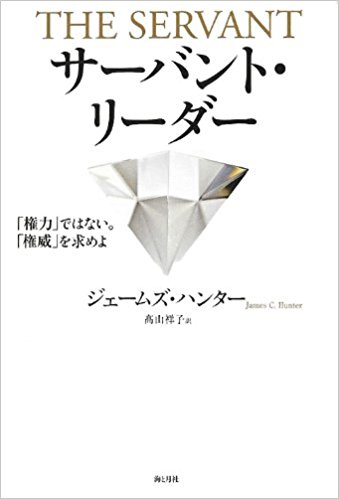 THE SERVANT
サーバント・
リーダー
「権力」ではない。
「権威」を求めよ
ジェームズ・ハンター
James C. Hunter
髙山祥子 訳
海と月社